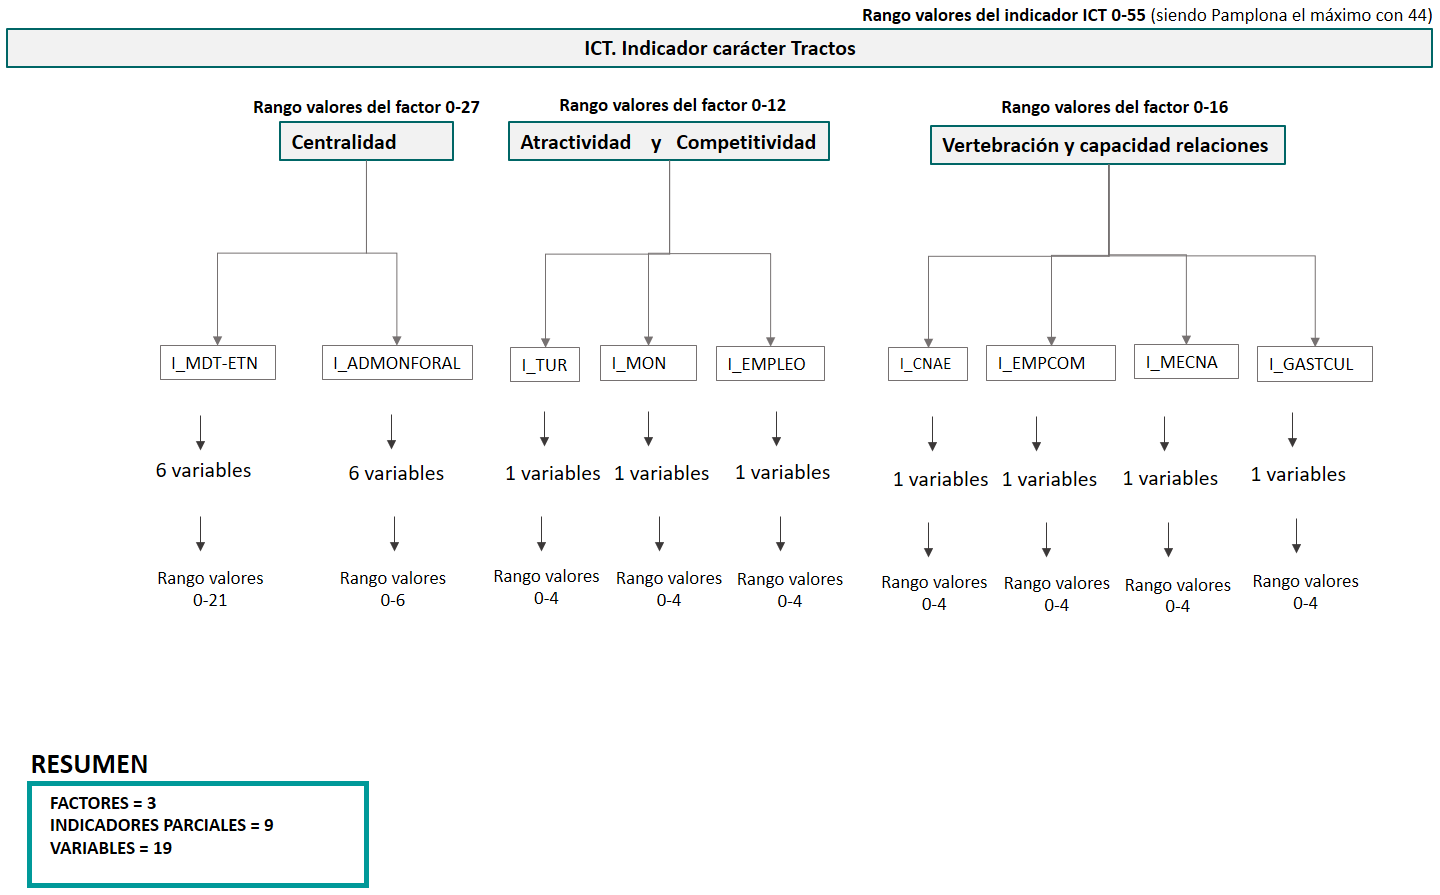 Rango valores del indicador ICT 0-55 (siendo Pamplona el máximo con 44)
ICT. Indicador carácter Tractos
Rango valores del factor 0-27
Centralidad
Rango valores del factor 0-12
Atractividad y Competitividad
Rango valores del factor 0-16
Vertebración y capacidad relaciones
I_MDT-ETN
I_ADMONFORAL
I_TUR
I_MON
I_EMPLEO
I_CNAE
I_EMPCOM
I_MECNA
I_GASTCUL
6 variables
6 variables
1 variables
1 variables
1 variables
1 variables
1 variables
1 variables
1 variables
Rango valores
0-21
Rango valores
0-6
Rango valores
0-4
Rango valores
0-4
Rango valores
0-4
Rango valores
0-4
Rango valores
0-4
Rango valores
0-4
Rango valores
0-4
RESUMEN
FACTORES = 3
INDICADORES PARCIALES = 9
VARIABLES = 19